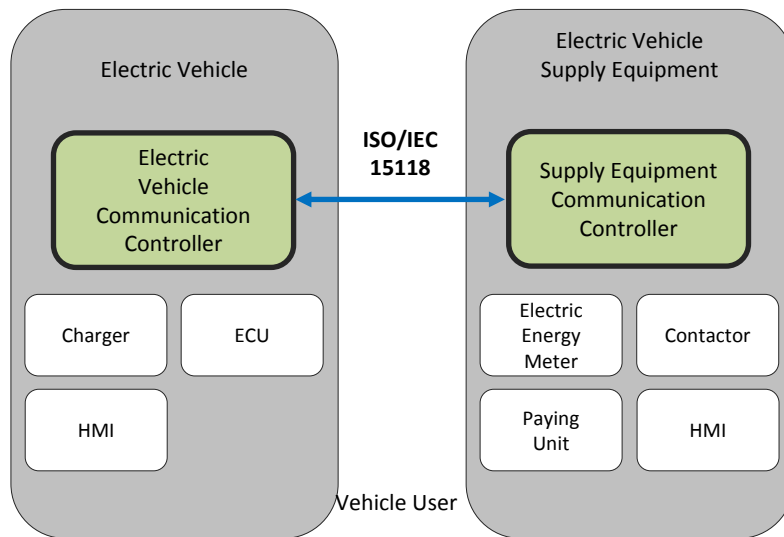 Electric Vehicle
Electric
Vehicle
Communication
Controller
Charger
ECU
HMI
ISO/IEC
15118
Electric Vehicle
Supply Equipment
Supply Equipment
Communication
Controller
Electric
Energy
Meter
Contactor
Paying
Unit
HMI
Vehicle User